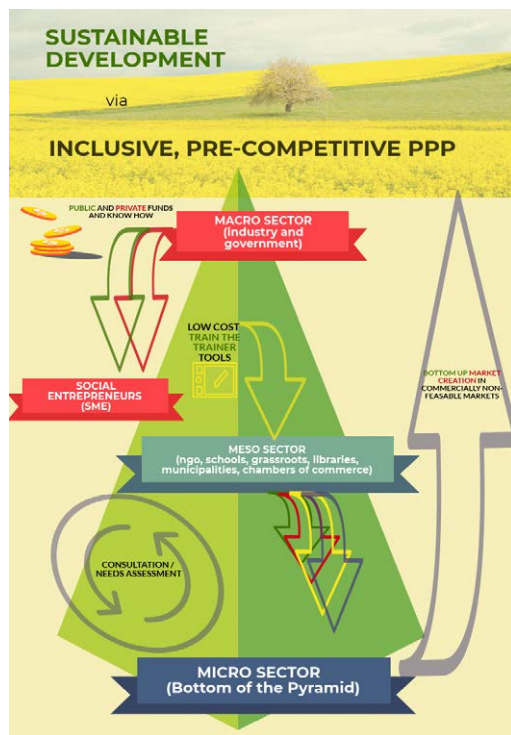 SUSTAINABLE
DEVELOPMENT
via
INCLUSIVE, PRE-COMPETITIVE PPP
PUBLIC AND PRIVATE FUNDS
AND KNOW HOW
MACRO SECTOR
(industry and
government)
LOW COST
TRAIN THE
TRAINER
TOOLS
SOCIAL
ENTREPRENEURS
(SME)
BOTTOM UP MARKET
CREATION IN
COMMERCIALLY NON-
FEASABLE MARKETS
MESO SECTOR
(ngo, schools, grassroots, libraries,
municipalities, chambers of commerce)
CONSULTATION /
NEEDS ASSESSMENT
MICRO SECTOR
(Bottom of the Pyramid)